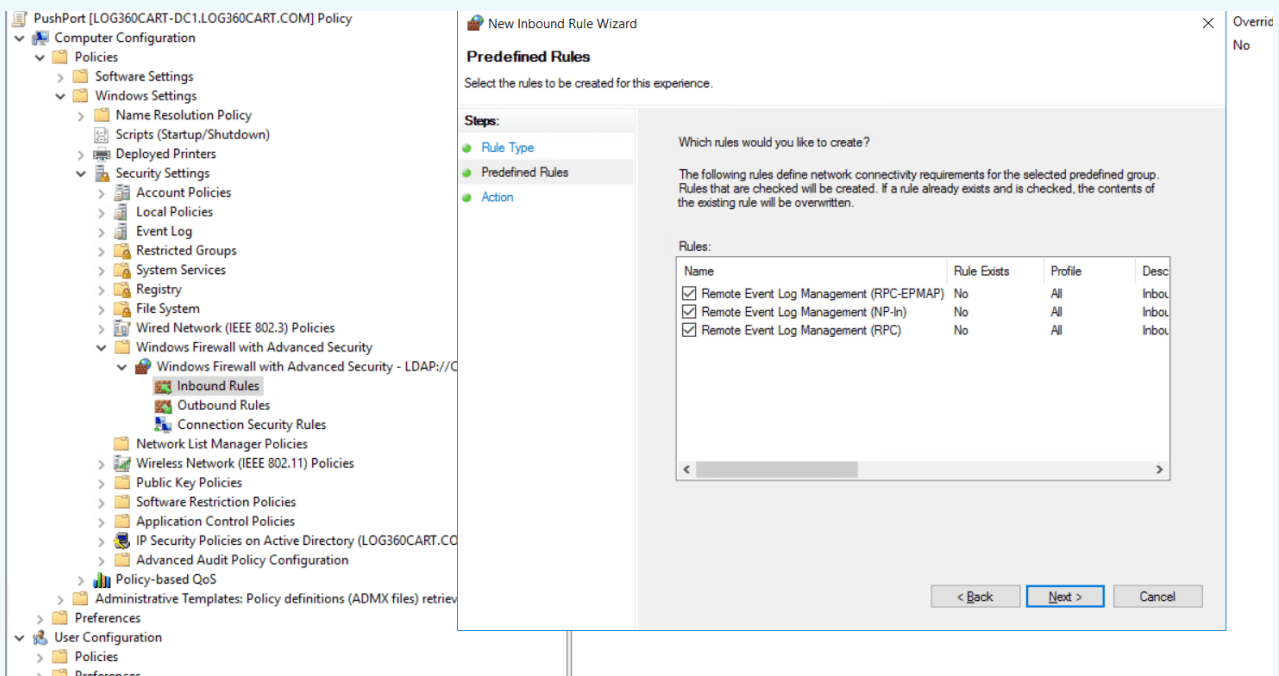 PushPort [LOG360CART-DC1.LOG360CART.COM] Policy
Computer Configuration
Policies
Software Settings
Windows Settings
Name Resolution Policy
Scripts (Startup/Shutdown)
Deployed Printers
Security Settings
Account Policies
Local Policies
Event Log
Restricted Groups
System Services
Registry
File System
Wired Network (IEEE 802.3) Policies
Windows Firewall with Advanced Security
Windows Firewall with Advanced Security - LDAP://C
Inbound Rules
Outbound Rules
Connection Security Rules
Network List Manager Policies
Wireless Network (IEEE 802.11) Policies
Public Key Policies
Software Restriction Policies
Application Control Policies
IP Security Policies on Active Directory (LOG360CART.CO
Advanced Audit Policy Configuration
Policy-based QoS
Administrative Templates: Policy definitions (ADMX files) retriev
Preferences
User Configuration
Policies
Preferences
New Inbound Rule Wizard
Predefined Rules
Select the rules to be created for this experience.
Steps:
Rule Type
Predefined Rules
Action
Which rules would you like to create?
The following rules define network connectivity requirements for the selected predefined group.
Rules that are checked will be created. If a rule already exists and is checked, the contents of
the existing rule will be overwritten.
Rules:
Name Rule Exists Profile Desc
Remote Event Log Management (RPC-EPMAP) No All Inbou
Remote Event Log Management (NP-In) No All Inbou
Remote Event Log Management (RPC) No All Inbou
< Back Next > Cancel
Overrid
No